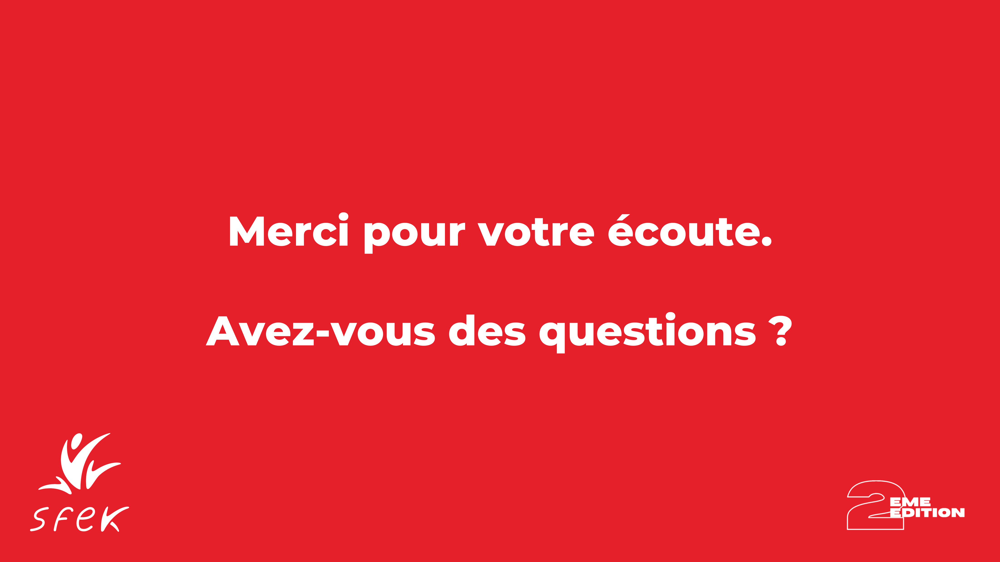 Merci pour votre écoute.
Avez-vous des questions ?
sfek
2 EME
EDITION